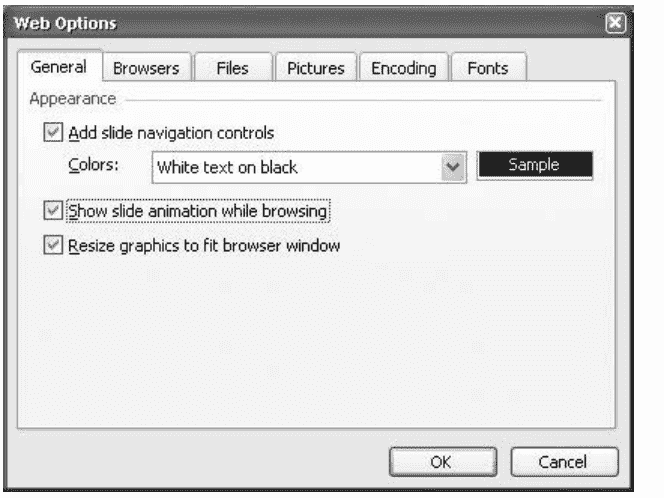 Web Options
General Browsers Files Pictures Encoding Fonts
Appearance
Add slide navigation controls
Colors: White text on black Sample
Show slide animation while browsing
Resize graphics to fit browser window
OK Cancel